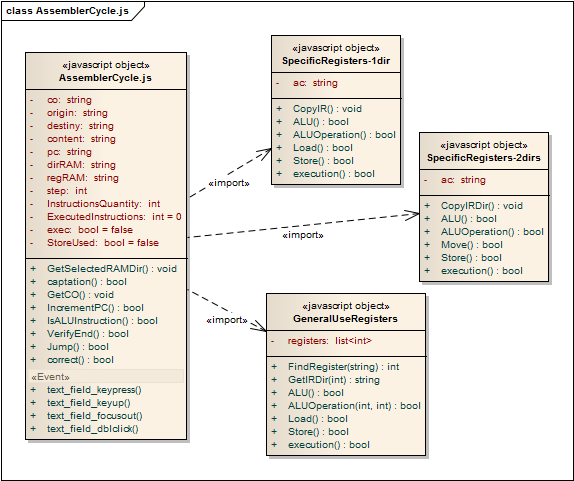 class AssemblerCycle.js
«javascript object»
AssemblerCycle.js
- co: string
- origin: string
- destiny: string
- content: string
- pc: string
- dirRAM: string
- regRAM: string
- step: int
- InstructionsQuantity: int
- ExecutedInstructions: int = 0
- exec: bool = false
- StoreUsed: bool = false
+ GetSelectedRAMDir() : void
+ captation() : bool
+ GetCO() : void
+ IncrementPC() : bool
+ IsALUInstruction() : bool
+ VerifyEnd() : bool
+ Jump() : bool
+ correct() : bool
«Event»
+ text_field_keypress()
+ text_field_keyup()
+ text_field_focusout()
+ text_field_dblclick()
«javascript object»
SpecificRegisters-1dir
- ac: string
+ CopyIR() : void
+ ALU() : bool
+ ALUOperation() : bool
+ Load() : bool
+ Store() : bool
+ execution() : bool
«import»
«javascript object»
SpecificRegisters-2dirs
- ac: string
+ CopyIRDir() : void
+ ALU() : bool
+ ALUOperation() : bool
+ Move() : bool
+ Store() : bool
+ execution() : bool
«import»
«import»
«javascript object»
GeneralUseRegisters
- registers: list<int>
+ FindRegister(string) : int
+ GetIRDir(int) : string
+ ALU() : bool
+ ALUOperation(int, int) : bool
+ Load() : bool
+ Store() : bool
+ execution() : bool